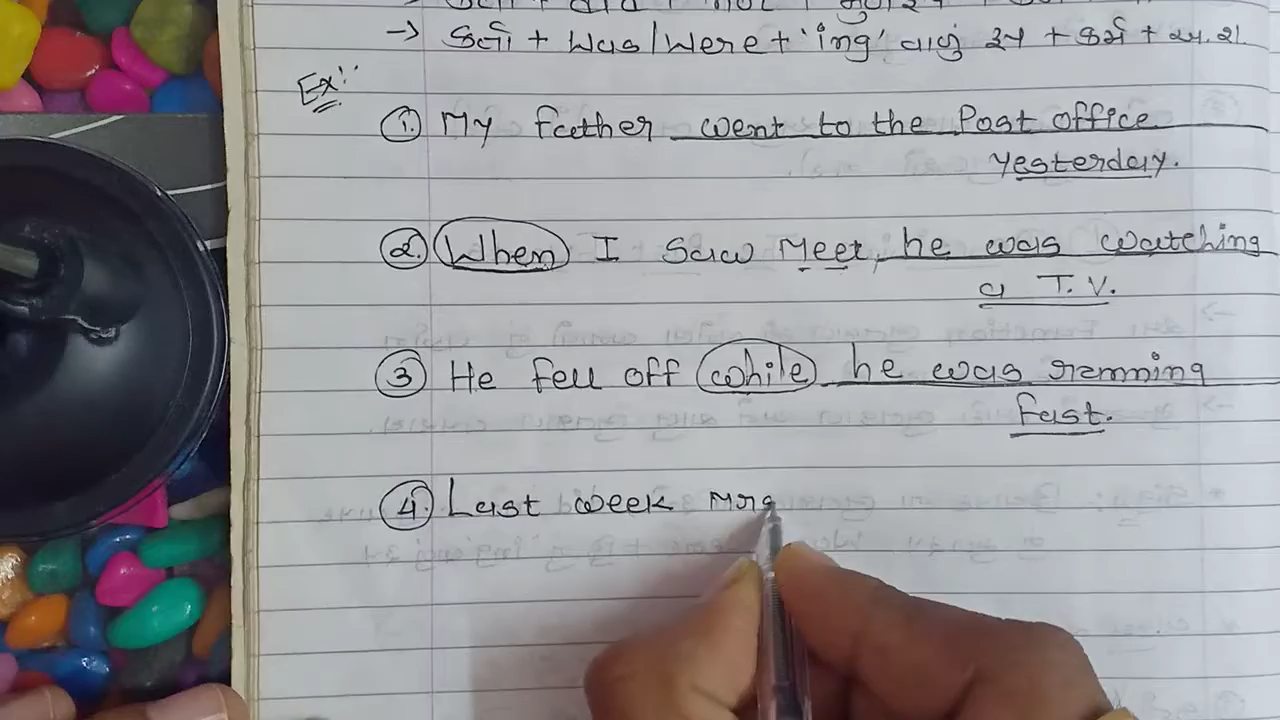 → કર્તા + was/were + 'ing' વાળું રૂપ + કર્મ + અ. શ.
Ex:
①. My father went to the Post office
yesterday.
②. When I saw Meet, he was watching
a T.V.
③ He fell off while he was running
fast.
④. Last week Mrs